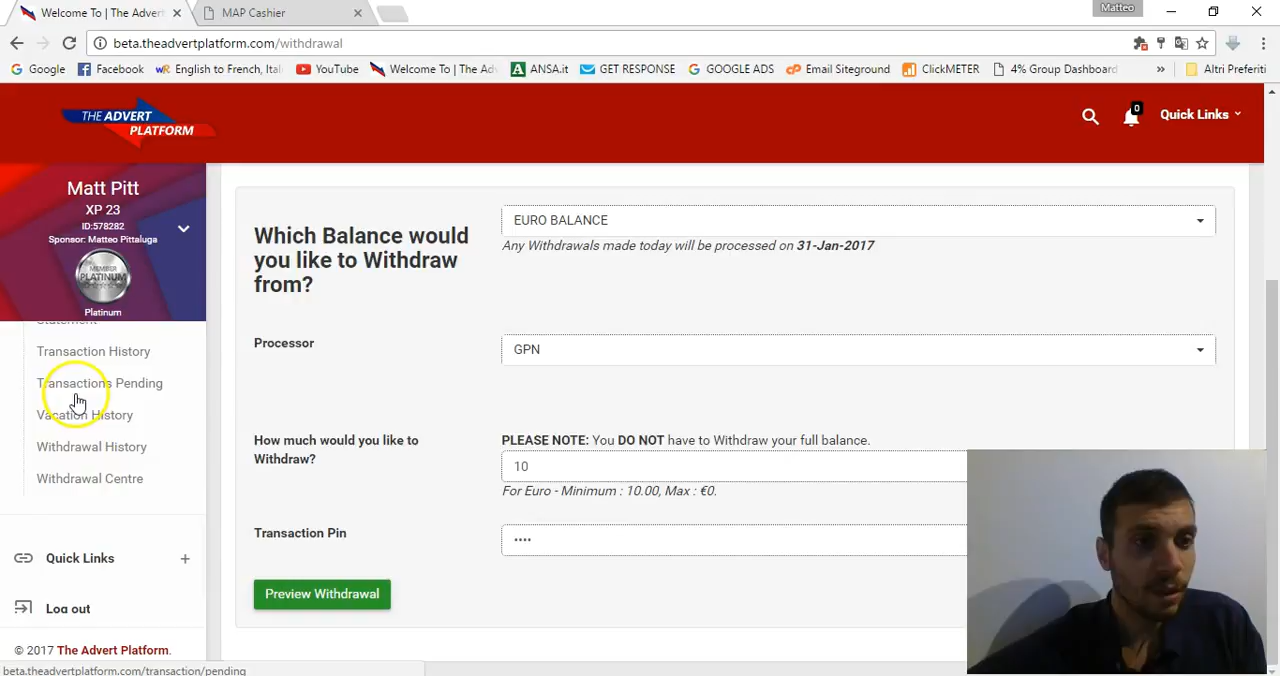 Welcome To | The Advert
MAP Cashier
Matteo
beta.theadvertplatform.com/withdrawal
Google
Facebook
English to French, Ital
YouTube
Welcome To | The Adv
ANSA.it
GET RESPONSE
GOOGLE ADS
Email Siteground
ClickMETER
4% Group Dashboard
»
Altri Preferiti
THE ADVERT
PLATFORM
0
Quick Links
Matt Pitt
XP 23
ID:578282
Sponsor: Matteo Pittaluga
MEMBER
PLATINUM
Platinum
Statement
Transaction History
Transactions Pending
Vacation History
Withdrawal History
Withdrawal Centre
Quick Links +
Log out
© 2017 The Advert Platform.
beta.theadvertplatform.com/transaction/pending
Which Balance would
you like to Withdraw
from?
EURO BALANCE
Any Withdrawals made today will be processed on 31-Jan-2017
Processor
GPN
How much would you like to
Withdraw?
PLEASE NOTE: You DO NOT have to Withdraw your full balance.
10
For Euro - Minimum : 10.00, Max : €0.
Transaction Pin
••••
Preview Withdrawal